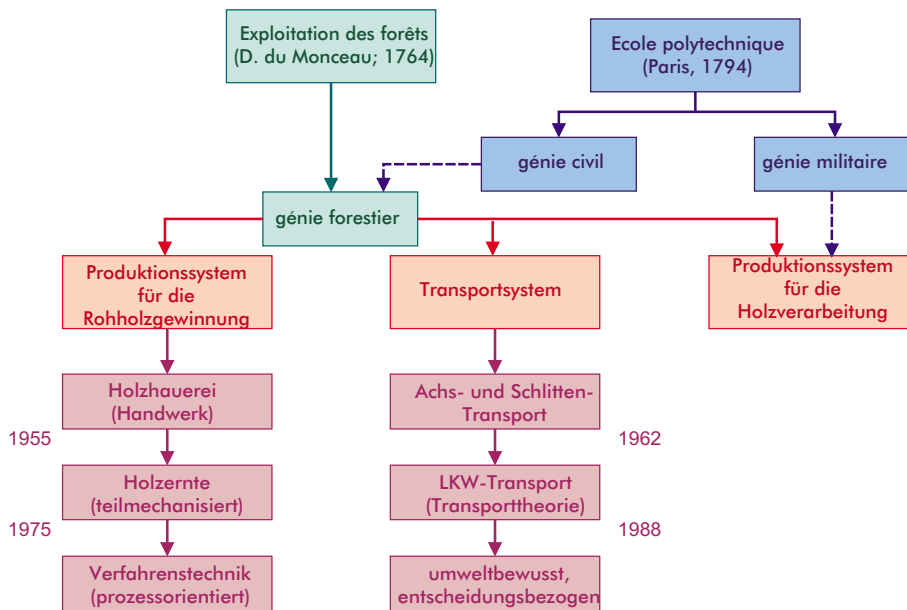 Exploitation des forêts
(D. du Monceau; 1764)
Ecole polytechnique
(Paris, 1794)
génie civil
génie militaire
génie forestier
Produktionssystem
für die
Rohholzgewinnung
Transportsystem
Produktionssystem
für die
Holzverarbeitung
Holzhauerei
(Handwerk)
Achs- und Schlitten-
Transport
1955
1962
Holzernte
(teilmechanisiert)
LKW-Transport
(Transporttheorie)
1975
1988
Verfahrenstechnik
(prozessorientiert)
umweltbewusst,
entscheidungsbezogen